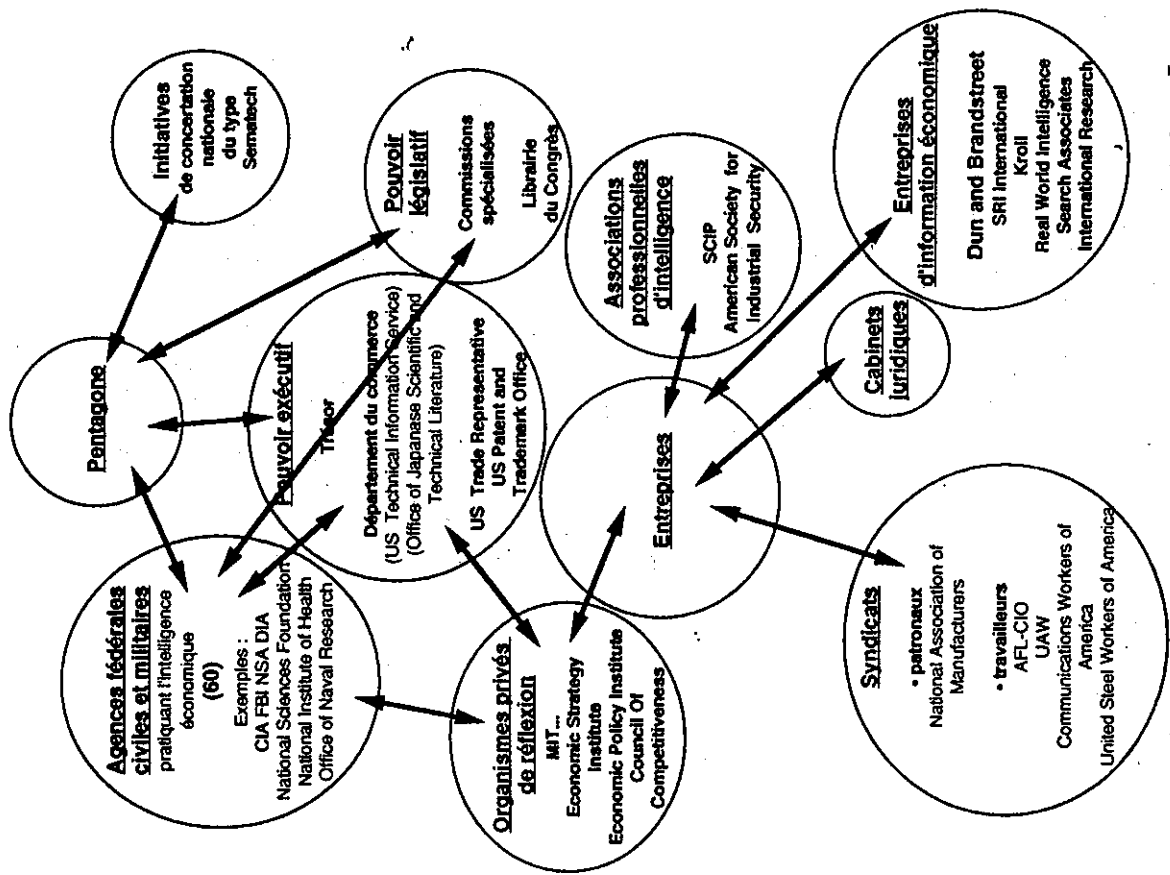 Pentagone
Initiatives
de concertation
nationale
du type
Sematech
Agences fédérales
civiles et militaires
pratiquant l'intelligence
économique
(60)
Exemples :
CIA FBI NSA DIA
National Sciences Foundation
National Institute of Health
Office of Naval Research
Pouvoir exécutif
Trésor
Département du commerce
(US Technical Information Service)
(Office of Japanase Scientific and
Technical Literature)
US Trade Representative
US Patent and
Trademark Office
Pouvoir
législatif
Commissions
spécialisées
Librairie
du Congrès
Organismes privés
de réflexion
MIT...
Economic Strategy
Institute
Economic Policy Institute
Council Of
Competitiveness
Entreprises
Associations
professionnelles
d'intelligence
SCIP
American Society for
Industrial Security
Syndicats
• patronaux
National Association of
Manufacturers
• travailleurs
AFL-CIO
UAW
Communications Workers of
America
United Steel Workers of America
Cabinets
juridiques
Entreprises
d'information économique
Dun and Brandstreet
SRI International
Kroll
Real World Intelligence
Search Associates
International Research